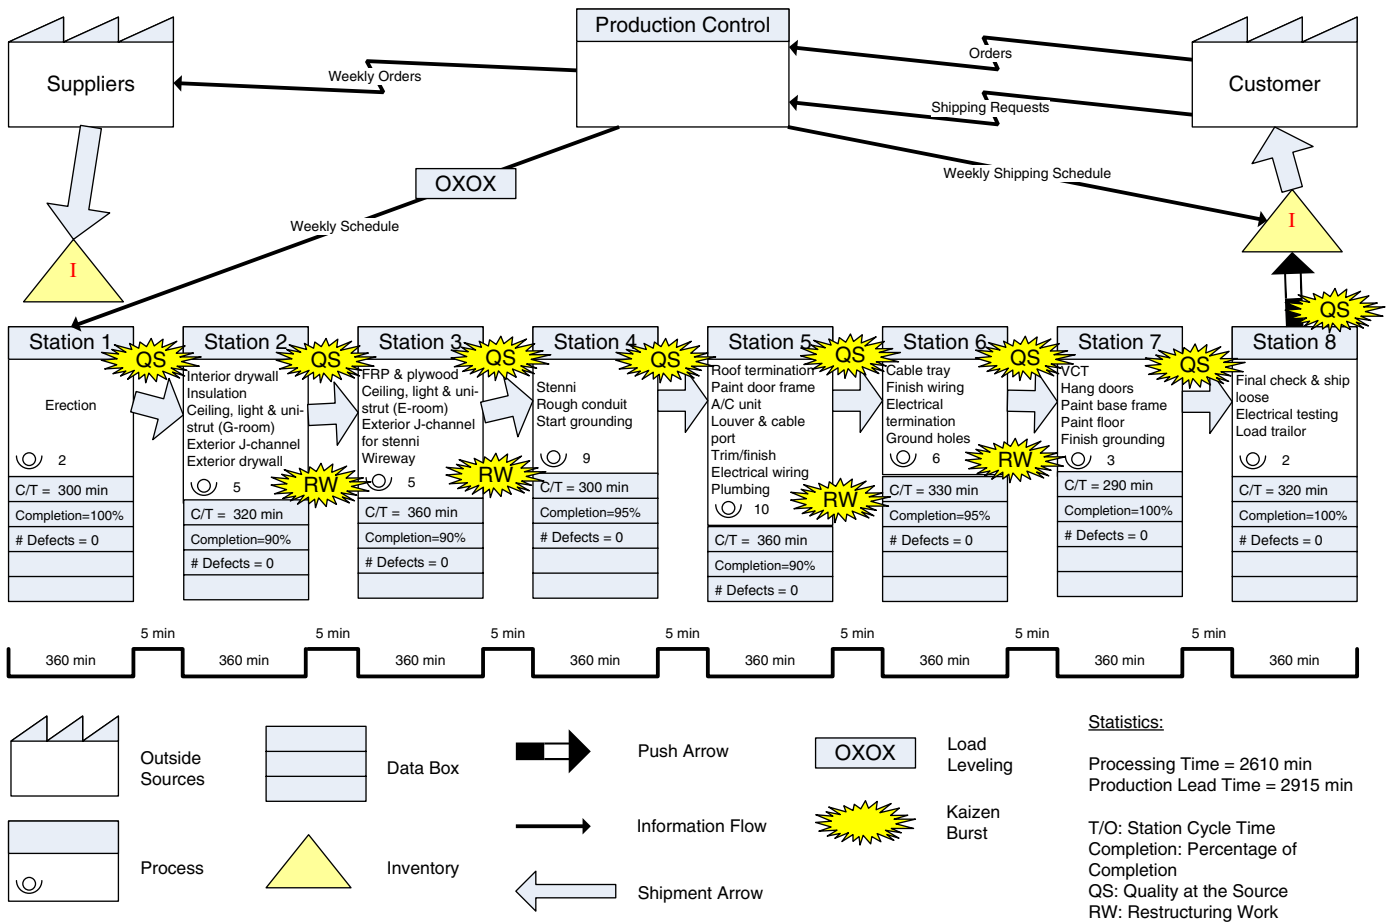 Production Control
Suppliers
Customer
Weekly Orders
Orders
Shipping Requests
OXOX
Weekly Schedule
Weekly Shipping Schedule
I
I
Station 1
QS
Erection
2
C/T = 300 min
Completion=100%
# Defects = 0
Station 2
QS
Interior drywall
Insulation
Ceiling, light & uni-
strut (G-room)
Exterior J-channel
Exterior drywall
5
RW
C/T = 320 min
Completion=90%
# Defects = 0
Station 3
QS
FRP & plywood
Ceiling, light & uni-
strut (E-room)
Exterior J-channel
for stenni
Wireway
5
RW
C/T = 360 min
Completion=90%
# Defects = 0
Station 4
QS
Stenni
Rough conduit
Start grounding
9
C/T = 300 min
Completion=95%
# Defects = 0
Station 5
QS
Roof termination
Paint door frame
A/C unit
Louver & cable
port
Trim/finish
Electrical wiring
Plumbing
10
RW
C/T = 360 min
Completion=90%
# Defects = 0
Station 6
QS
Cable tray
Finish wiring
Electrical
termination
Ground holes
6
RW
C/T = 330 min
Completion=95%
# Defects = 0
Station 7
QS
VCT
Hang doors
Paint base frame
Paint floor
Finish grounding
3
C/T = 290 min
Completion=100%
# Defects = 0
Station 8
QS
Final check & ship
loose
Electrical testing
Load trailor
2
C/T = 320 min
Completion=100%
# Defects = 0
5 min 5 min 5 min 5 min 5 min 5 min 5 min
360 min 360 min 360 min 360 min 360 min 360 min 360 min 360 min
Outside
Sources
Data Box
Push Arrow
OXOX
Load
Leveling
Process
Inventory
Information Flow
Shipment Arrow
Kaizen
Burst
Statistics:
Processing Time = 2610 min
Production Lead Time = 2915 min
T/O: Station Cycle Time
Completion: Percentage of
Completion
QS: Quality at the Source
RW: Restructuring Work